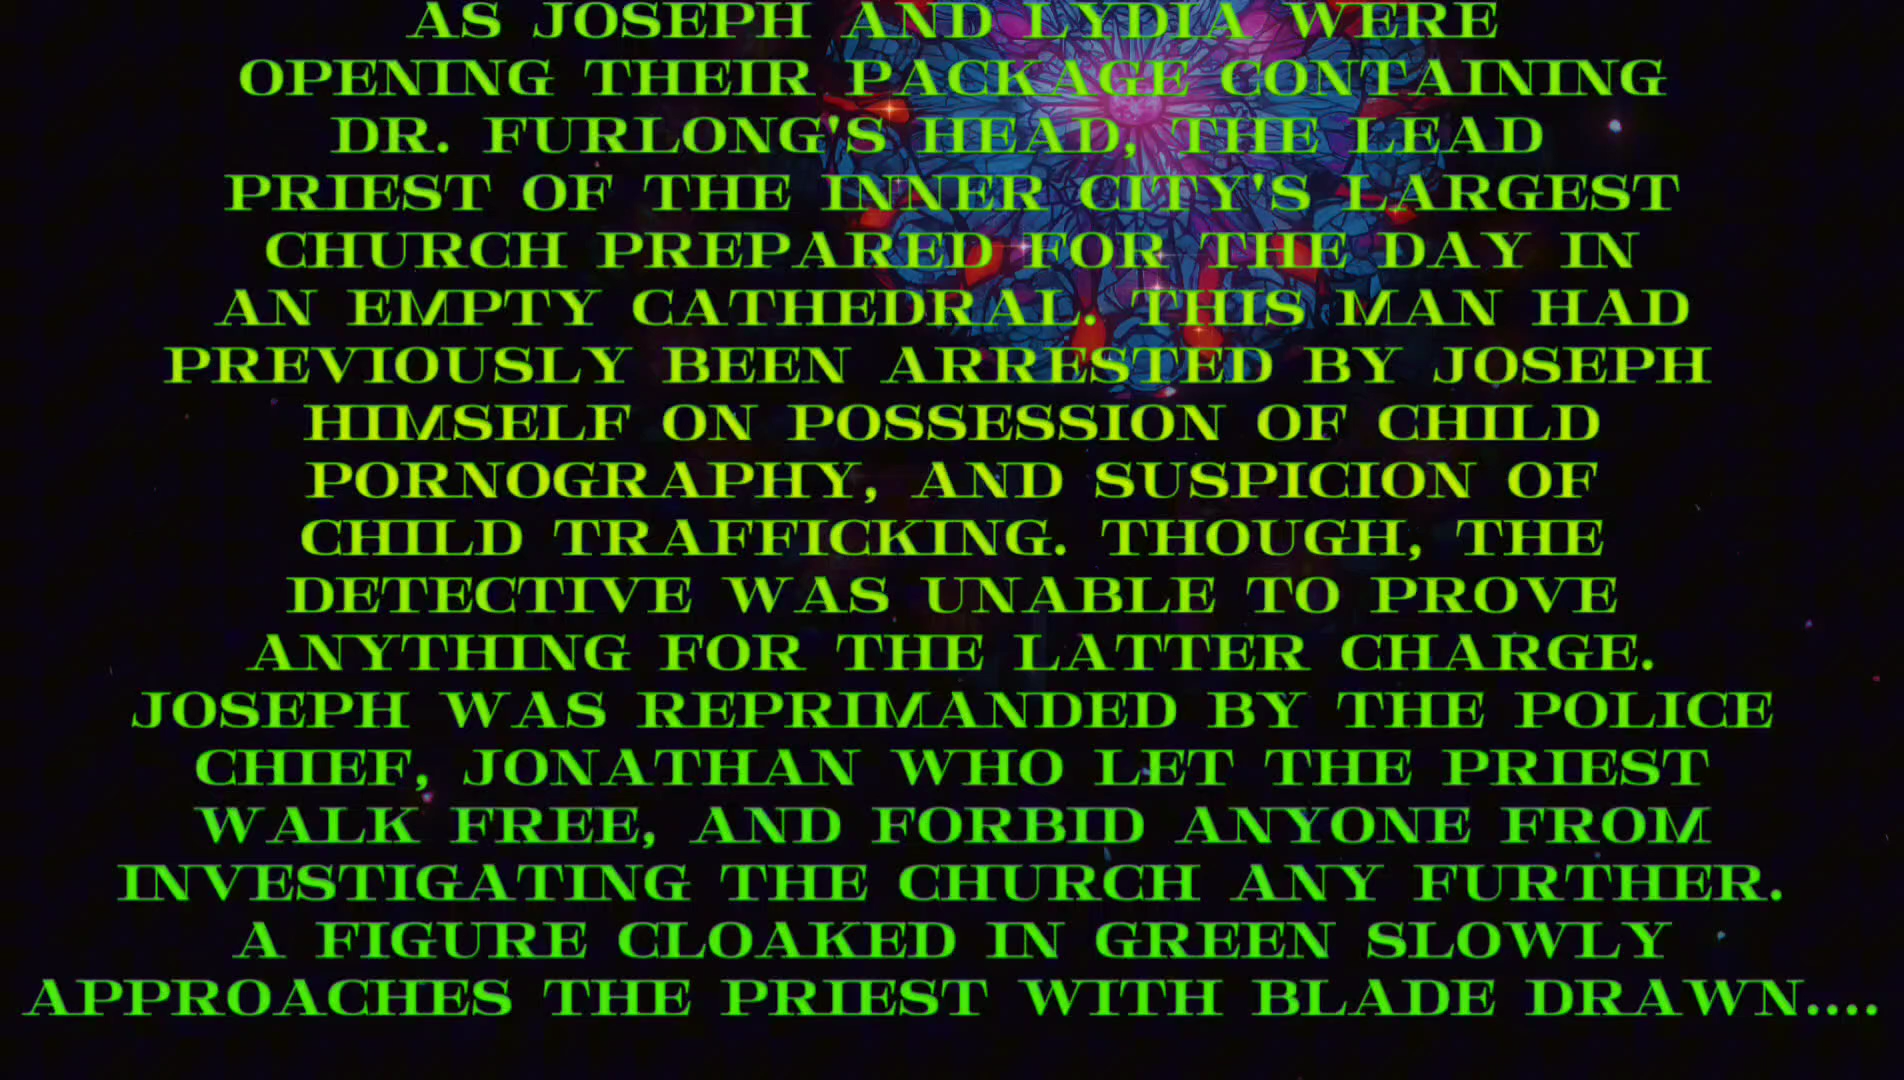 AS JOSEPH AND LYDIA WERE
OPENING THEIR PACKAGE CONTAINING
DR. FURLONG'S HEAD, THE LEAD
PRIEST OF THE INNER CITY'S LARGEST
CHURCH PREPARED FOR THE DAY IN
AN EMPTY CATHEDRAL. THIS MAN HAD
PREVIOUSLY BEEN ARRESTED BY JOSEPH
HIMSELF ON POSSESSION OF CHILD
PORNOGRAPHY, AND SUSPICION OF
CHILD TRAFFICKING. THOUGH, THE
DETECTIVE WAS UNABLE TO PROVE
ANYTHING FOR THE LATTER CHARGE.
JOSEPH WAS REPRIMANDED BY THE POLICE
CHIEF, JONATHAN WHO LET THE PRIEST
WALK FREE, AND FORBID ANYONE FROM
INVESTIGATING THE CHURCH ANY FURTHER.
A FIGURE CLOAKED IN GREEN SLOWLY
APPROACHES THE PRIEST WITH BLADE DRAWN....